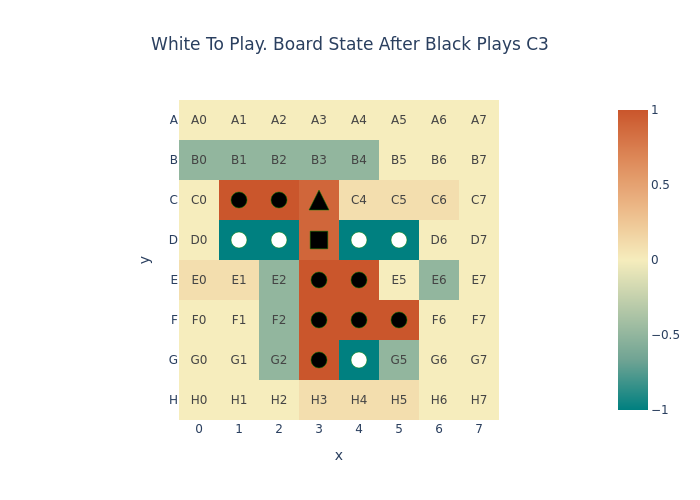 White To Play. Board State After Black Plays C3
A A0 A1 A2 A3 A4 A5 A6 A7
B B0 B1 B2 B3 B4 B5 B6 B7
C C0 C4 C5 C6 C7
D D0 D6 D7
E E0 E1 E2 E5 E6 E7
F F0 F1 F2 F6 F7
G G0 G1 G2 G5 G6 G7
H H0 H1 H2 H3 H4 H5 H6 H7
0 1 2 3 4 5 6 7
x
y
1
0.5
0
−0.5
−1